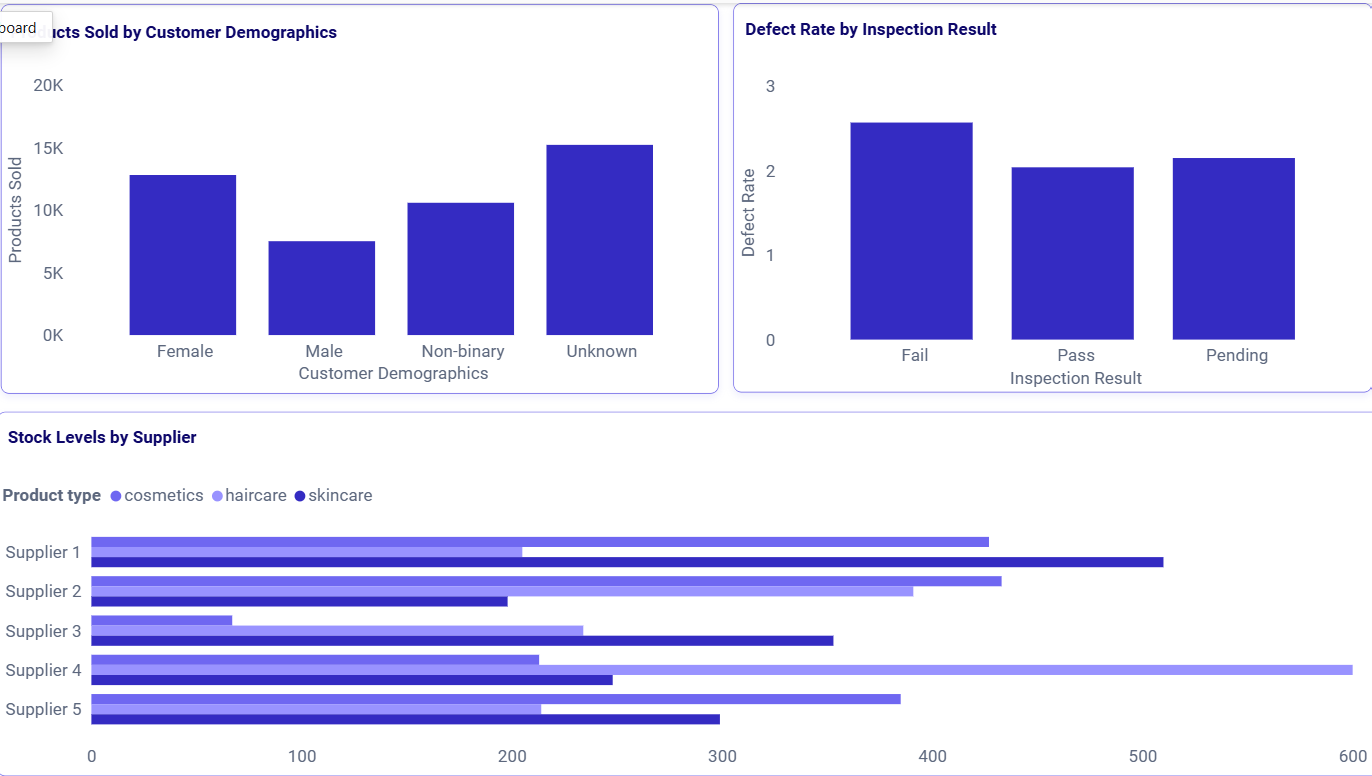 board
ucts Sold by Customer Demographics
20K
15K
10K
5K
0K
Products Sold
Female
Male
Non-binary
Unknown
Customer Demographics
Defect Rate by Inspection Result
3
2
1
0
Defect Rate
Fail
Pass
Pending
Inspection Result
Stock Levels by Supplier
Product type cosmetics haircare skincare
Supplier 1
Supplier 2
Supplier 3
Supplier 4
Supplier 5
0 100 200 300 400 500 600